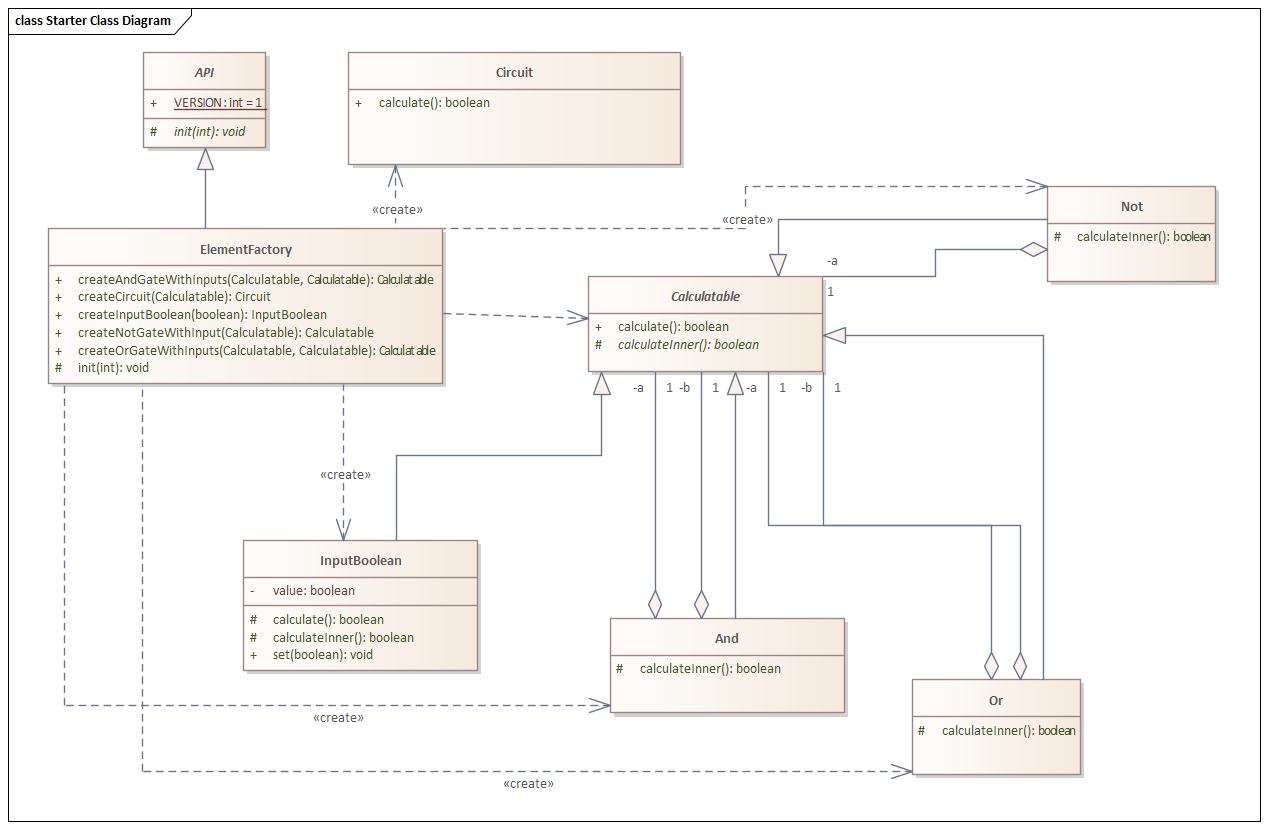 class Starter Class Diagram
API
+ VERSION: int = 1
# init(int): void
Circuit
+ calculate(): boolean
«create»
«create»
Not
# calculateInner(): boolean
ElementFactory
+ createAndGateWithInputs(Calculatable, Calculatable): Calculatable
+ createCircuit(Calculatable): Circuit
+ createInputBoolean(boolean): InputBoolean
+ createNotGateWithInput(Calculatable): Calculatable
+ createOrGateWithInputs(Calculatable, Calculatable): Calculatable
# init(int): void
-a
1
Calculatable
+ calculate(): boolean
# calculateInner(): boolean
-a 1 -b 1 -a 1 -b 1
«create»
InputBoolean
- value: boolean
# calculate(): boolean
# calculateInner(): boolean
+ set(boolean): void
And
# calculateInner(): boolean
«create»
Or
# calculateInner(): boolean
«create»